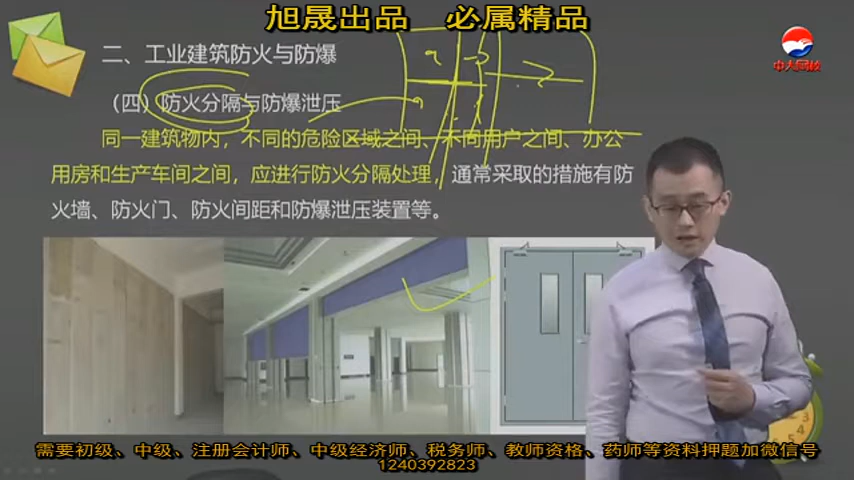 旭晟出品 必属精品
二、工业建筑防火与防爆
中大网校
（四）防火分隔与防爆泄压
同一建筑物内，不同的危险区域之间、不同用户之间、办公
用房和生产车间之间，应进行防火分隔处理，通常采取的措施有防
火墙、防火门、防火间距和防爆泄压装置等。
需要初级、中级、注册会计师、中级经济师、税务师、教师资格、药师等资料押题加微信号
1240392823